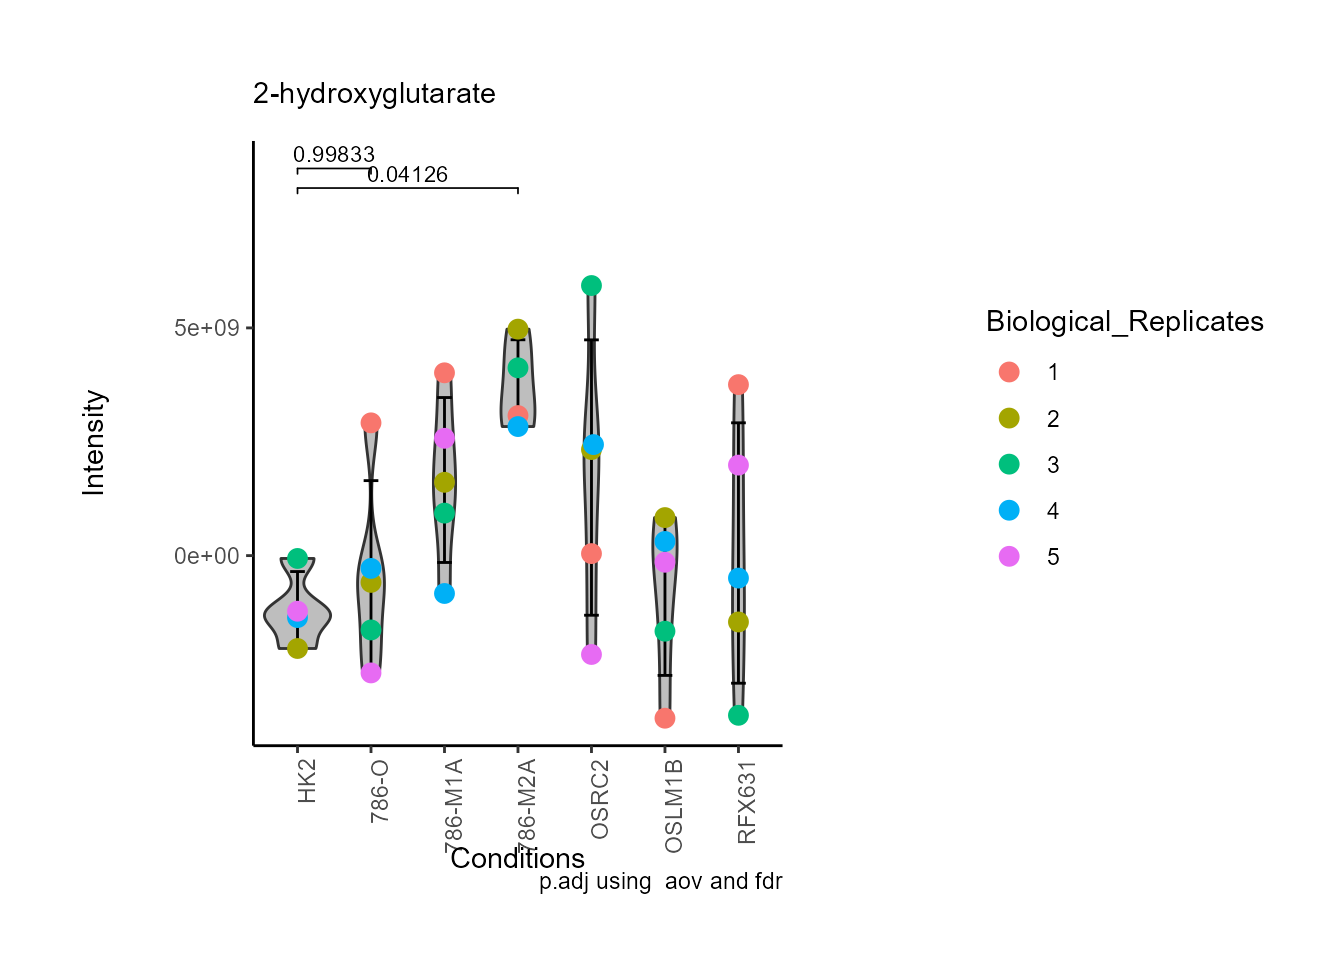 2-hydroxyglutarate
0.99833
0.04126
Intensity
5e+09
0e+00
HK2
786-O
786-M1A
786-M2A
OSRC2
OSLM1B
RFX631
Conditions
p.adj using  aov and fdr
Biological_Replicates
1
2
3
4
5